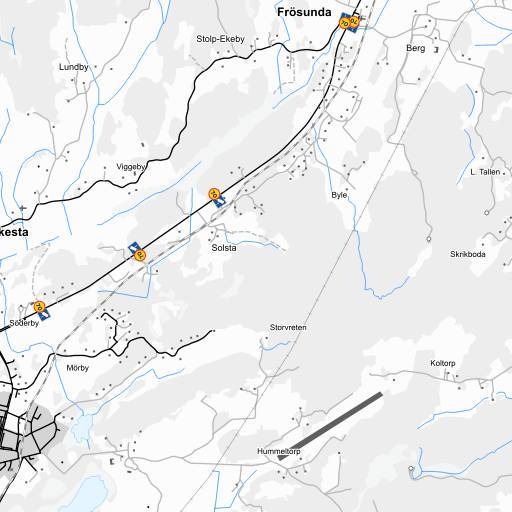 Frösunda
Stolp-Ekeby
Berg
Lundby
Viggeby
L. Tallen
Byle
kesta
Solsta
Skrikboda
Söderby
Storvreten
Mörby
Koltorp
Hummeltorp